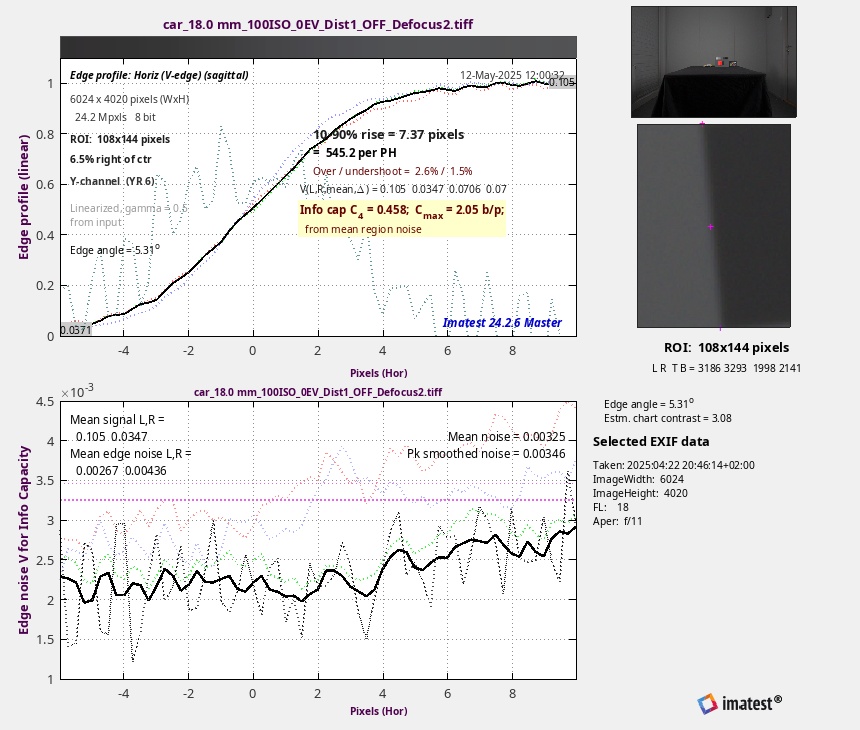 car_18.0 mm_100ISO_0EV_Dist1_OFF_Defocus2.tiff
Edge profile: Horiz (V-edge) (sagittal)
12-May-2025 12:00:32
0.105
6024 x 4020 pixels (WxH)
24.2 Mpxls 8 bit
ROI: 108x144 pixels
6.5% right of ctr
Y-channel (YR 6)
Linearized, gamma = 0.5
from input
Edge angle = 5.31o
10-90% rise = 7.37 pixels
= 545.2 per PH
Over / undershoot = 2.6% / 1.5%
V(L,R,mean,Δ) = 0.105 0.0347 0.0706 0.07
Info cap C4 = 0.458; Cmax = 2.05 b/p;
from mean region noise
0.0371
Imatest 24.2.6 Master
Edge profile (linear)
1
0.8
0.6
0.4
0.2
0
-4 -2 0 2 4 6 8
Pixels (Hor)
ROI: 108x144 pixels
L R T B = 3186 3293 1998 2141
×10-3
car_18.0 mm_100ISO_0EV_Dist1_OFF_Defocus2.tiff
Mean signal L,R =
0.105 0.0347
Mean edge noise L,R =
0.00267 0.00436
Mean noise = 0.00325
Pk smoothed noise = 0.00346
Edge noise V for Info Capacity
4.5
4
3.5
3
2.5
2
1.5
1
-4 -2 0 2 4 6 8
Pixels (Hor)
Edge angle = 5.31o
Estm. chart contrast = 3.08
Selected EXIF data
Taken: 2025:04:22 20:46:14+02:00
ImageWidth: 6024
ImageHeight: 4020
FL: 18
Aper: f/11
imatest®